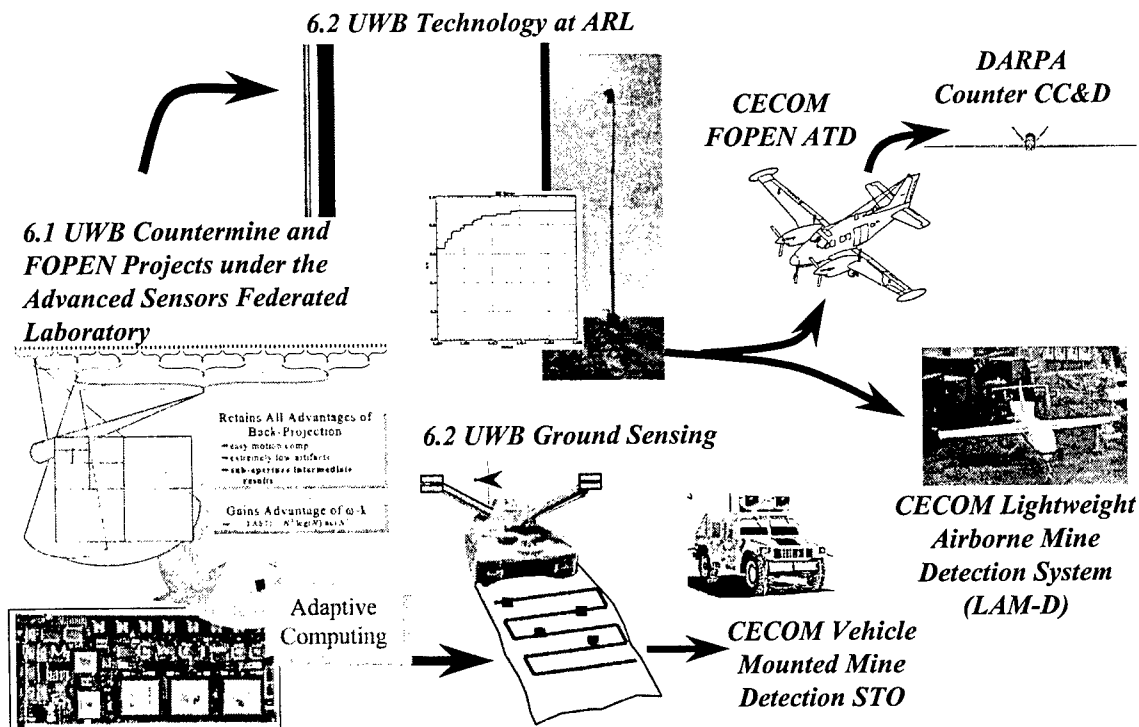 6.2 UWB Technology at ARL
DARPA
Counter CC&D
CECOM
FOPEN ATD
6.1 UWB Countermine and
FOPEN Projects under the
Advanced Sensors Federated
Laboratory
Retains All Advantages of
Back-Projection
easy motion comp
extremely low artifacts
sub-aperture intermediate
results
Gains Advantage of ω-k
6.2 UWB Ground Sensing
CECOM Lightweight
Airborne Mine
Detection System
(LAM-D)
Adaptive
Computing
CECOM Vehicle
Mounted Mine
Detection STO